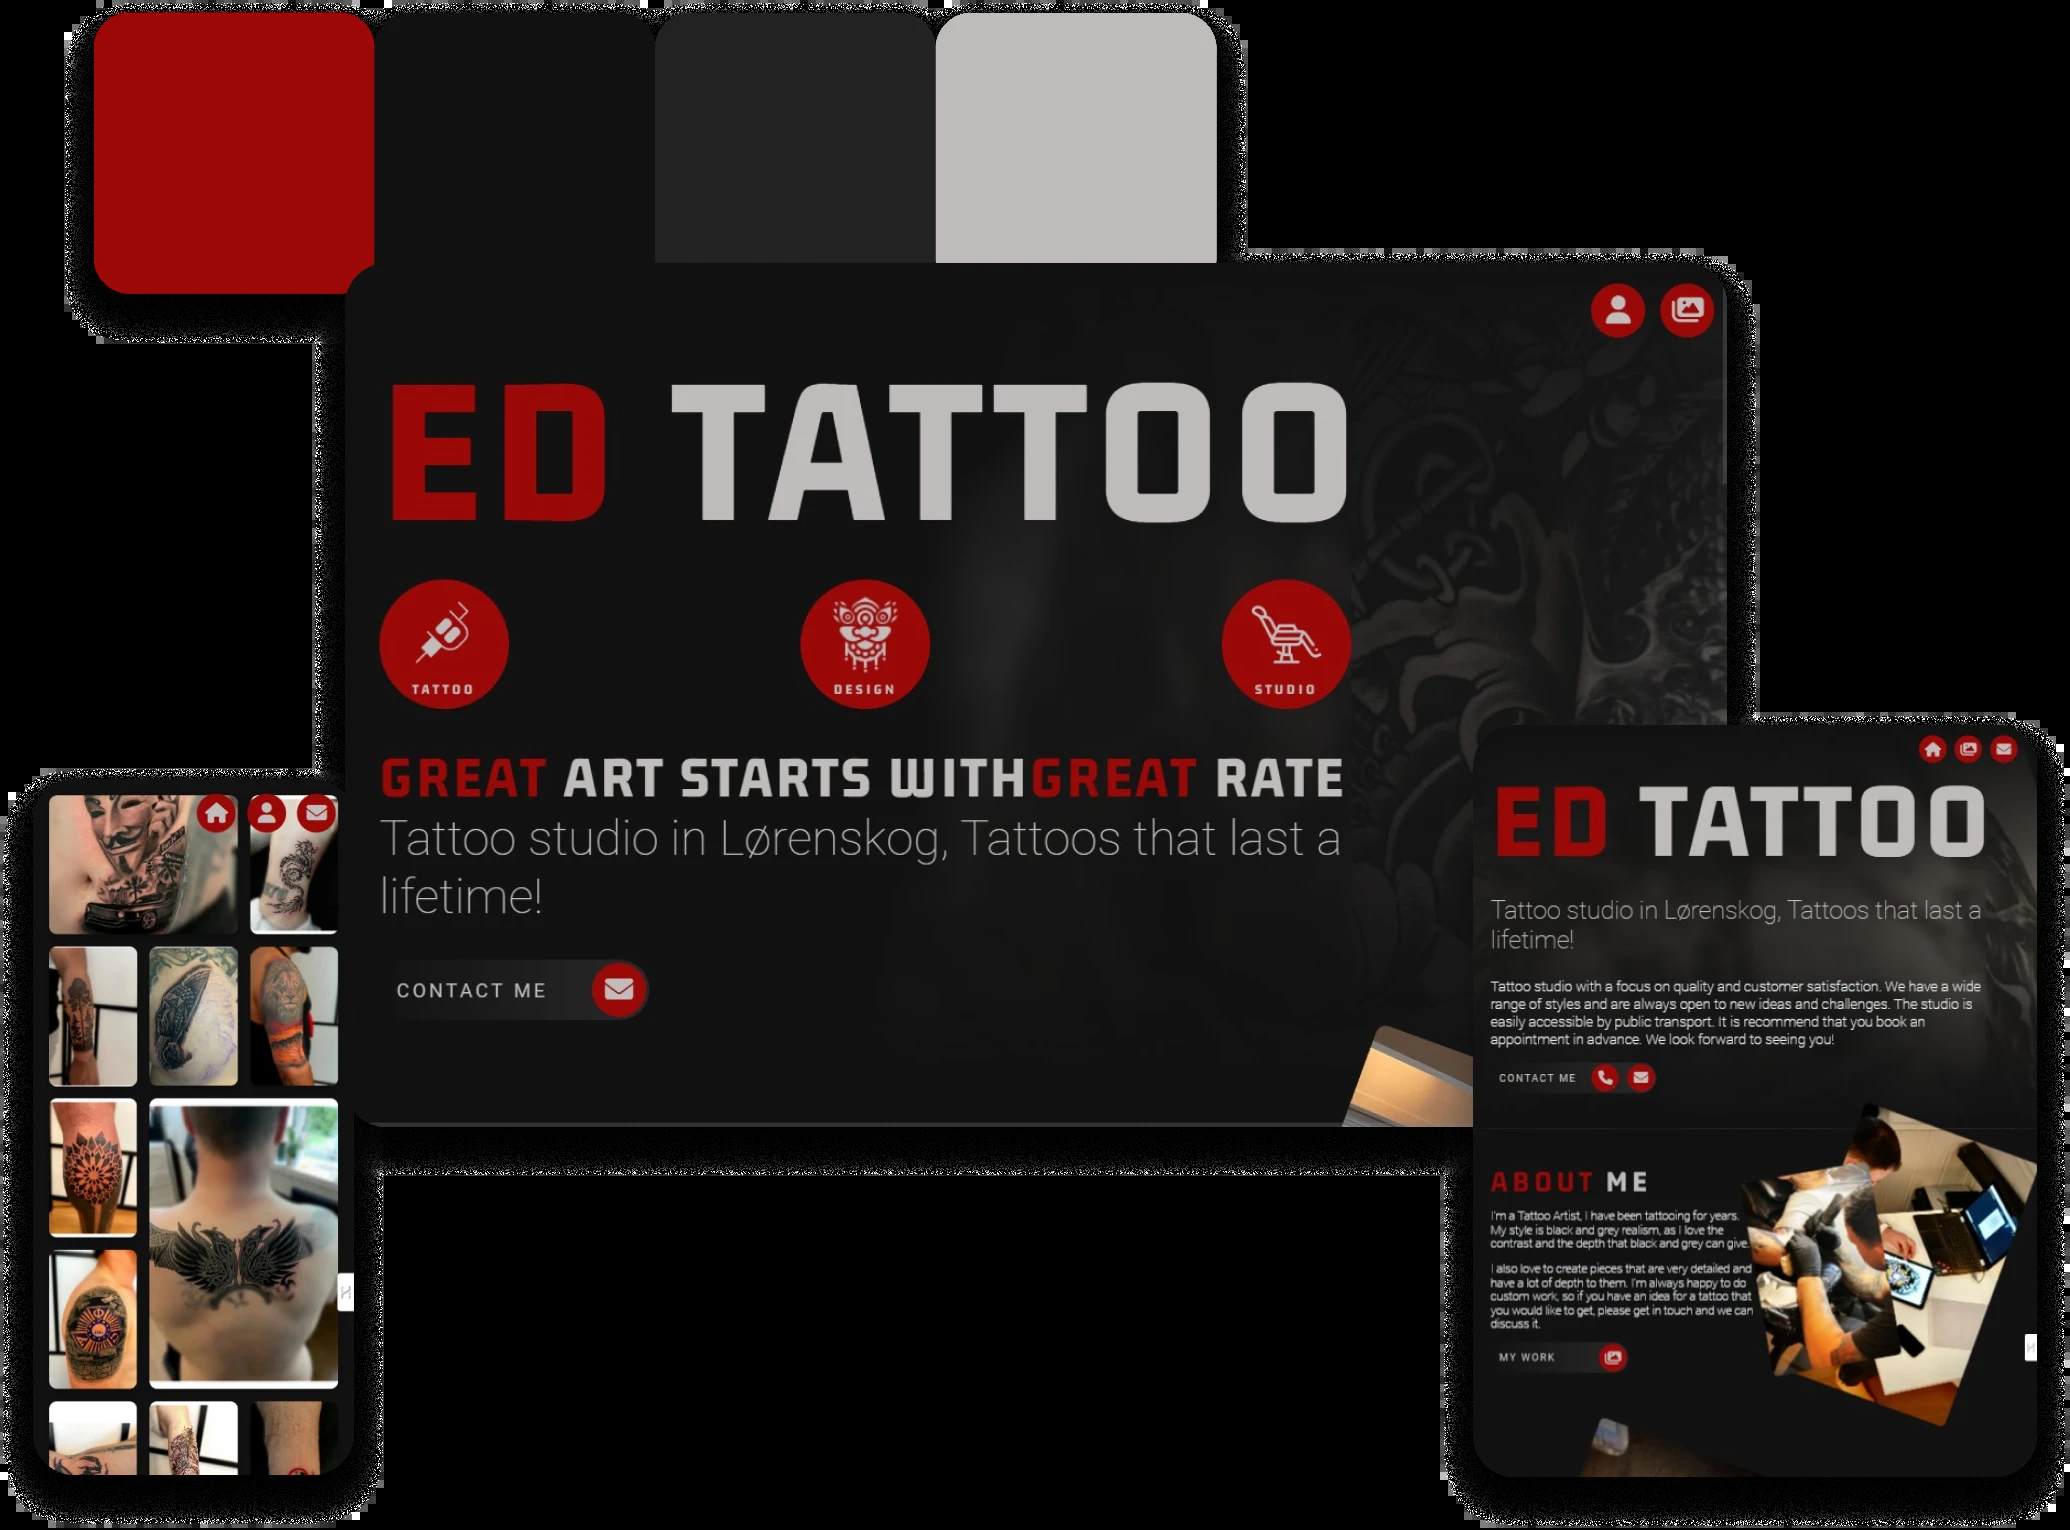 ED TATTOO
TATTOO
DESIGN
STUDIO
GREAT ART STARTS WITHGREAT RATE
Tattoo studio in Lørenskog, Tattoos that last a
lifetime!
CONTACT ME
ED TATTOO
Tattoo studio in Lørenskog, Tattoos that last a
lifetime!
Tattoo studio with a focus on quality and customer satisfaction. We have a wide
range of styles and are always open to new ideas and challenges. The studio is
easily accessible by public transport. It is recommend that you book an
appointment in advance. We look forward to seeing you!
CONTACT ME
ABOUT ME
I'm a Tattoo Artist, I have been tattooing for years.
My style is black and grey realism, as I love the
contrast and the depth that black and grey can give.
I also love to create pieces that are very detailed and
have a lot of depth to them. I'm always happy to do
custom work, so if you have an idea for a tattoo that
you would like to get, please get in touch and we can
discuss it.
MY WORK